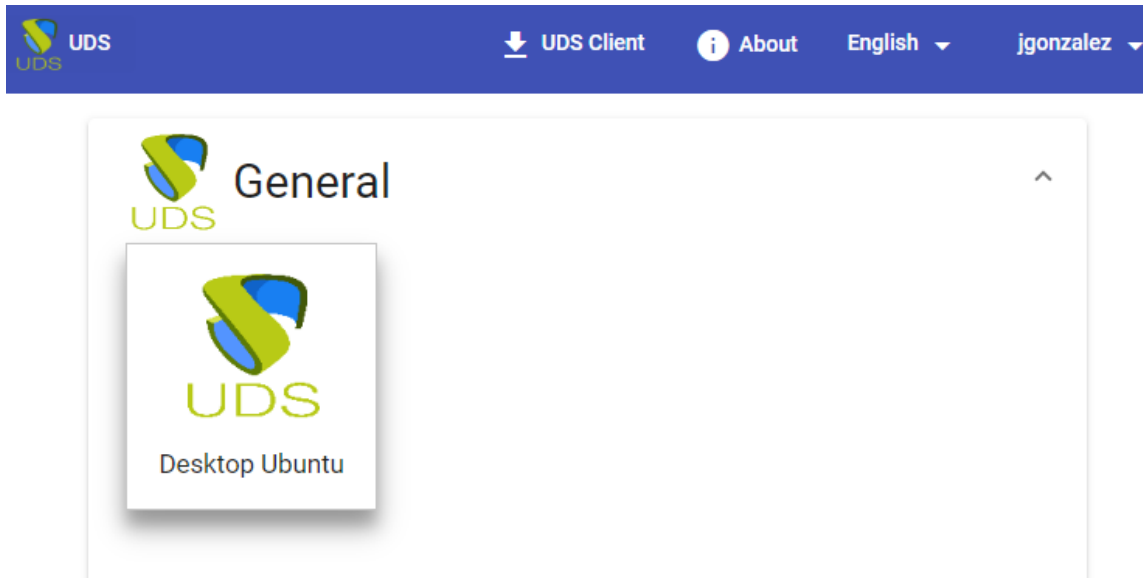 UDS
UDS
UDS Client
About
English
jgonzalez
UDS
General
UDS
Desktop Ubuntu